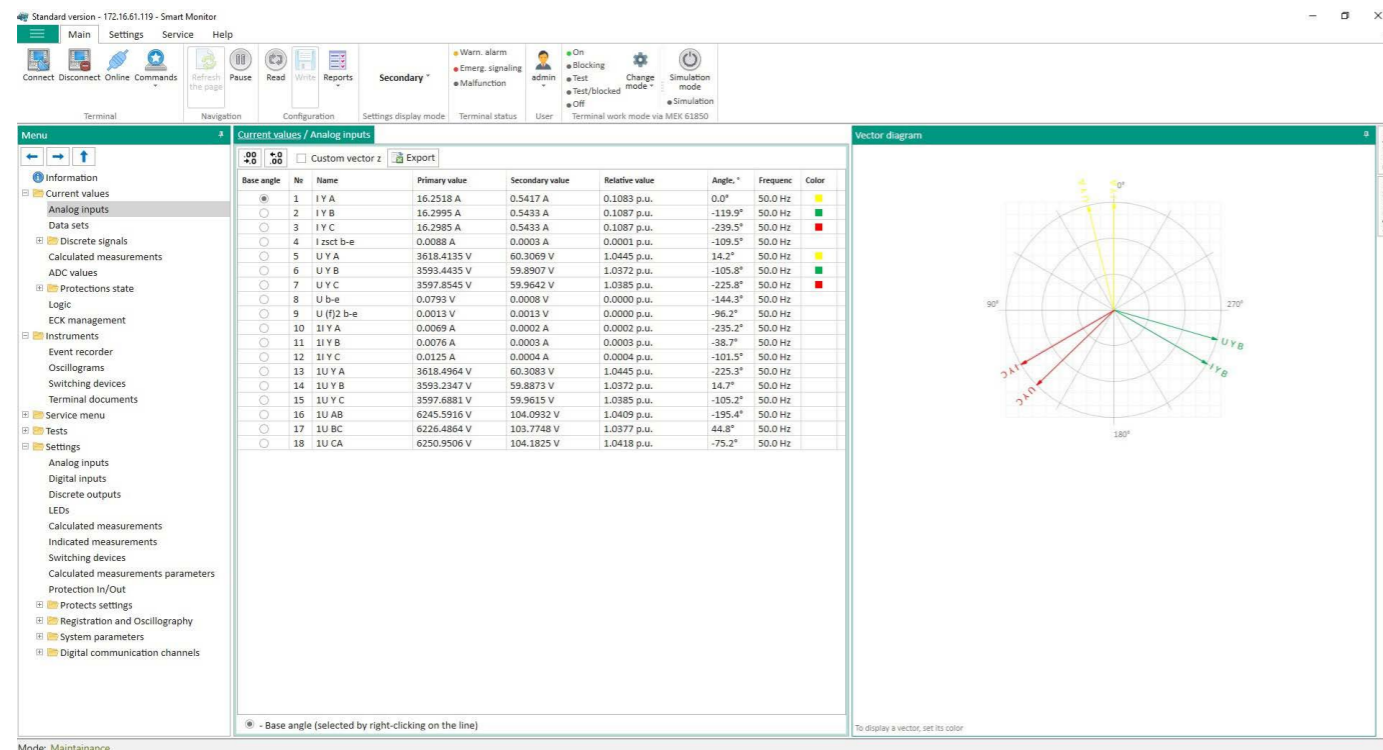 Standard version - 172.16.61.119 - Smart Monitor
Main Settings Service Help
Connect Disconnect Online Commands
Refresh the page
Pause
Read Write Reports
Secondary
Warn. alarm
Emerg. signaling
Malfunction
admin
On
Blocking
Test
Test/blocked
Off
Change mode
Simulation mode
Simulation
Terminal Navigation Configuration Settings display mode Terminal status User Terminal work mode via MEK 61850
Menu
Information
Current values
Analog inputs
Data sets
Discrete signals
Calculated measurements
ADC values
Protections state
Logic
ECK management
Instruments
Event recorder
Oscillograms
Switching devices
Terminal documents
Service menu
Tests
Settings
Analog inputs
Digital inputs
Discrete outputs
LEDs
Calculated measurements
Indicated measurements
Switching devices
Calculated measurements parameters
Protection In/Out
Protects settings
Registration and Oscillography
System parameters
Digital communication channels
Current values / Analog inputs
Custom vector z Export
Base angle № Name Primary value Secondary value Relative value Angle, ° Frequenc Color
1 I Y A 16.2518 A 0.5417 A 0.1083 p.u. 0.0° 50.0 Hz
2 I Y B 16.2995 A 0.5433 A 0.1087 p.u. -119.9° 50.0 Hz
3 I Y C 16.2985 A 0.5433 A 0.1087 p.u. -239.5° 50.0 Hz
4 I zsct b-e 0.0088 A 0.0003 A 0.0001 p.u. -109.5° 50.0 Hz
5 U Y A 3618.4135 V 60.3069 V 1.0445 p.u. 14.2° 50.0 Hz
6 U Y B 3593.4435 V 59.8907 V 1.0372 p.u. -105.8° 50.0 Hz
7 U Y C 3597.8545 V 59.9642 V 1.0385 p.u. -225.8° 50.0 Hz
8 U b-e 0.0793 V 0.0008 V 0.0000 p.u. -144.3° 50.0 Hz
9 U (f)2 b-e 0.0013 V 0.0013 V 0.0000 p.u. -96.2° 50.0 Hz
10 1I Y A 0.0069 A 0.0002 A 0.0002 p.u. -235.2° 50.0 Hz
11 1I Y B 0.0076 A 0.0003 A 0.0003 p.u. -38.7° 50.0 Hz
12 1I Y C 0.0125 A 0.0004 A 0.0004 p.u. -101.5° 50.0 Hz
13 1U Y A 3618.4964 V 60.3083 V 1.0445 p.u. -225.3° 50.0 Hz
14 1U Y B 3593.2347 V 59.8873 V 1.0372 p.u. 14.7° 50.0 Hz
15 1U Y C 3597.6881 V 59.9615 V 1.0385 p.u. -105.2° 50.0 Hz
16 1U AB 6245.5916 V 104.0932 V 1.0409 p.u. -195.4° 50.0 Hz
17 1U BC 6226.4864 V 103.7748 V 1.0377 p.u. 44.8° 50.0 Hz
18 1U CA 6250.9506 V 104.1825 V 1.0418 p.u. -75.2° 50.0 Hz
- Base angle (selected by right-clicking on the line)
Vector diagram
0°
90°
270°
U Y B
I Y B
I Y C
U Y C
180°
To display a vector, set its color
Mode: Maintainance